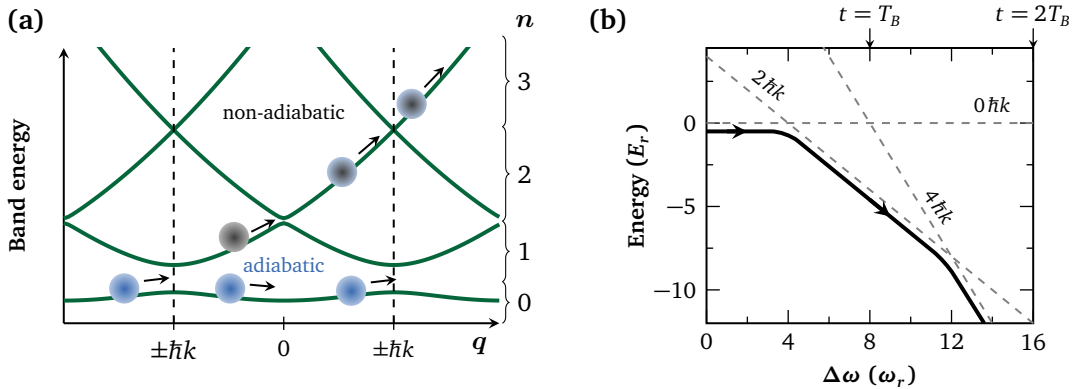 (a)
n
3
non-adiabatic
2
Band energy
1
adiabatic
0
±ħk
0
±ħk
q
(b)
t = T_B
t = 2T_B
2ħk
0ħk
4ħk
Energy (E_r)
0
−5
−10
0
4
8
12
16
Δω (ω_r)